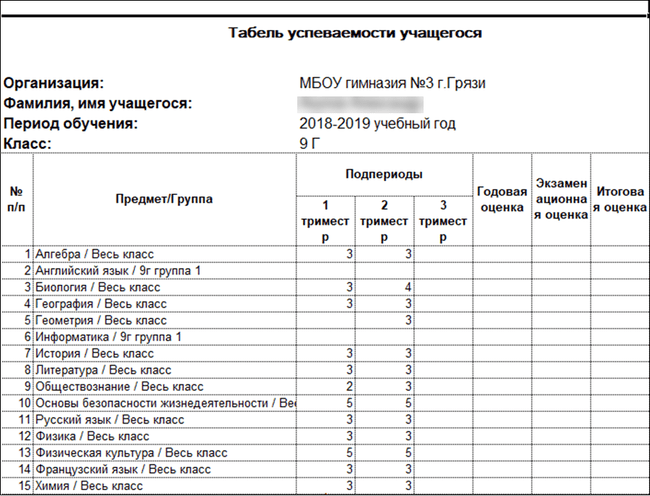 Табель успеваемости учащегося
Организация: МБОУ гимназия №3 г.Грязи
Фамилия, имя учащегося:
Период обучения: 2018-2019 учебный год
Класс: 9 Г
№ п/п Предмет/Группа Подпериоды Годовая оценка Экзамен ационна я оценка Итогова я оценка
1 тримест р 2 тримест р 3 тримест р
1 Алгебра / Весь класс 3 3
2 Английский язык / 9г группа 1
3 Биология / Весь класс 3 4
4 География / Весь класс 3 3
5 Геометрия / Весь класс 3
6 Информатика / 9г группа 1
7 История / Весь класс 3 3
8 Литература / Весь класс 3 3
9 Обществознание / Весь класс 2 3
10 Основы безопасности жизнедеятельности / Ве 5 5
11 Русский язык / Весь класс 3 3
12 Физика / Весь класс 3 3
13 Физическая культура / Весь класс 5 5
14 Французский язык / Весь класс 3 3
15 Химия / Весь класс 3 3